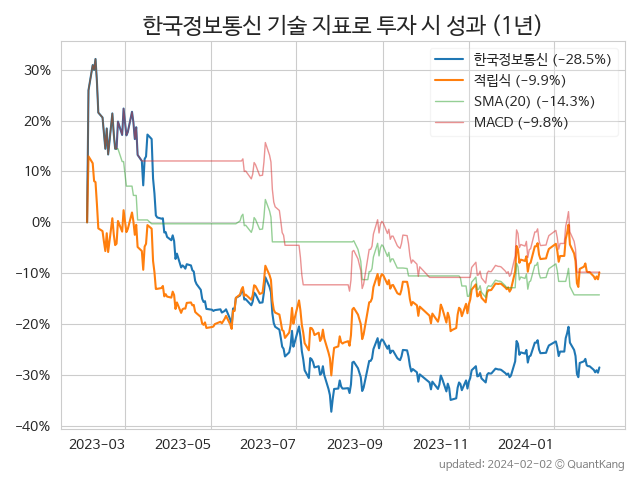 한국정보통신 기술 지표로 투자 시 성과 (1년)
한국정보통신 (−28.5%)
적립식 (−9.9%)
SMA(20) (−14.3%)
MACD (−9.8%)
30%
20%
10%
0%
−10%
−20%
−30%
−40%
2023-03 2023-05 2023-07 2023-09 2023-11 2024-01
updated: 2024-02-02 © QuantKang